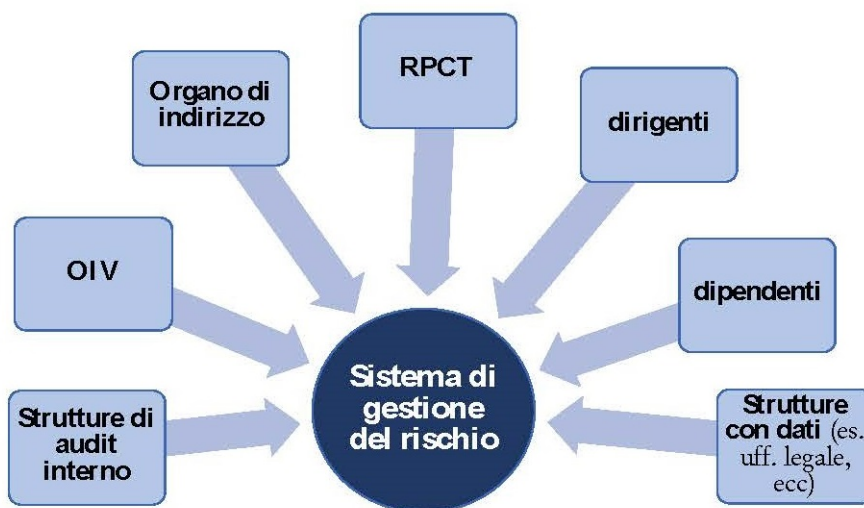 RPCT
Organo di
indirizzo
dirigenti
OIV
dipendenti
Strutture di
audit
interno
Sistema di
gestione
del rischio
Strutture
con dati (es.
uff. legale,
ecc)